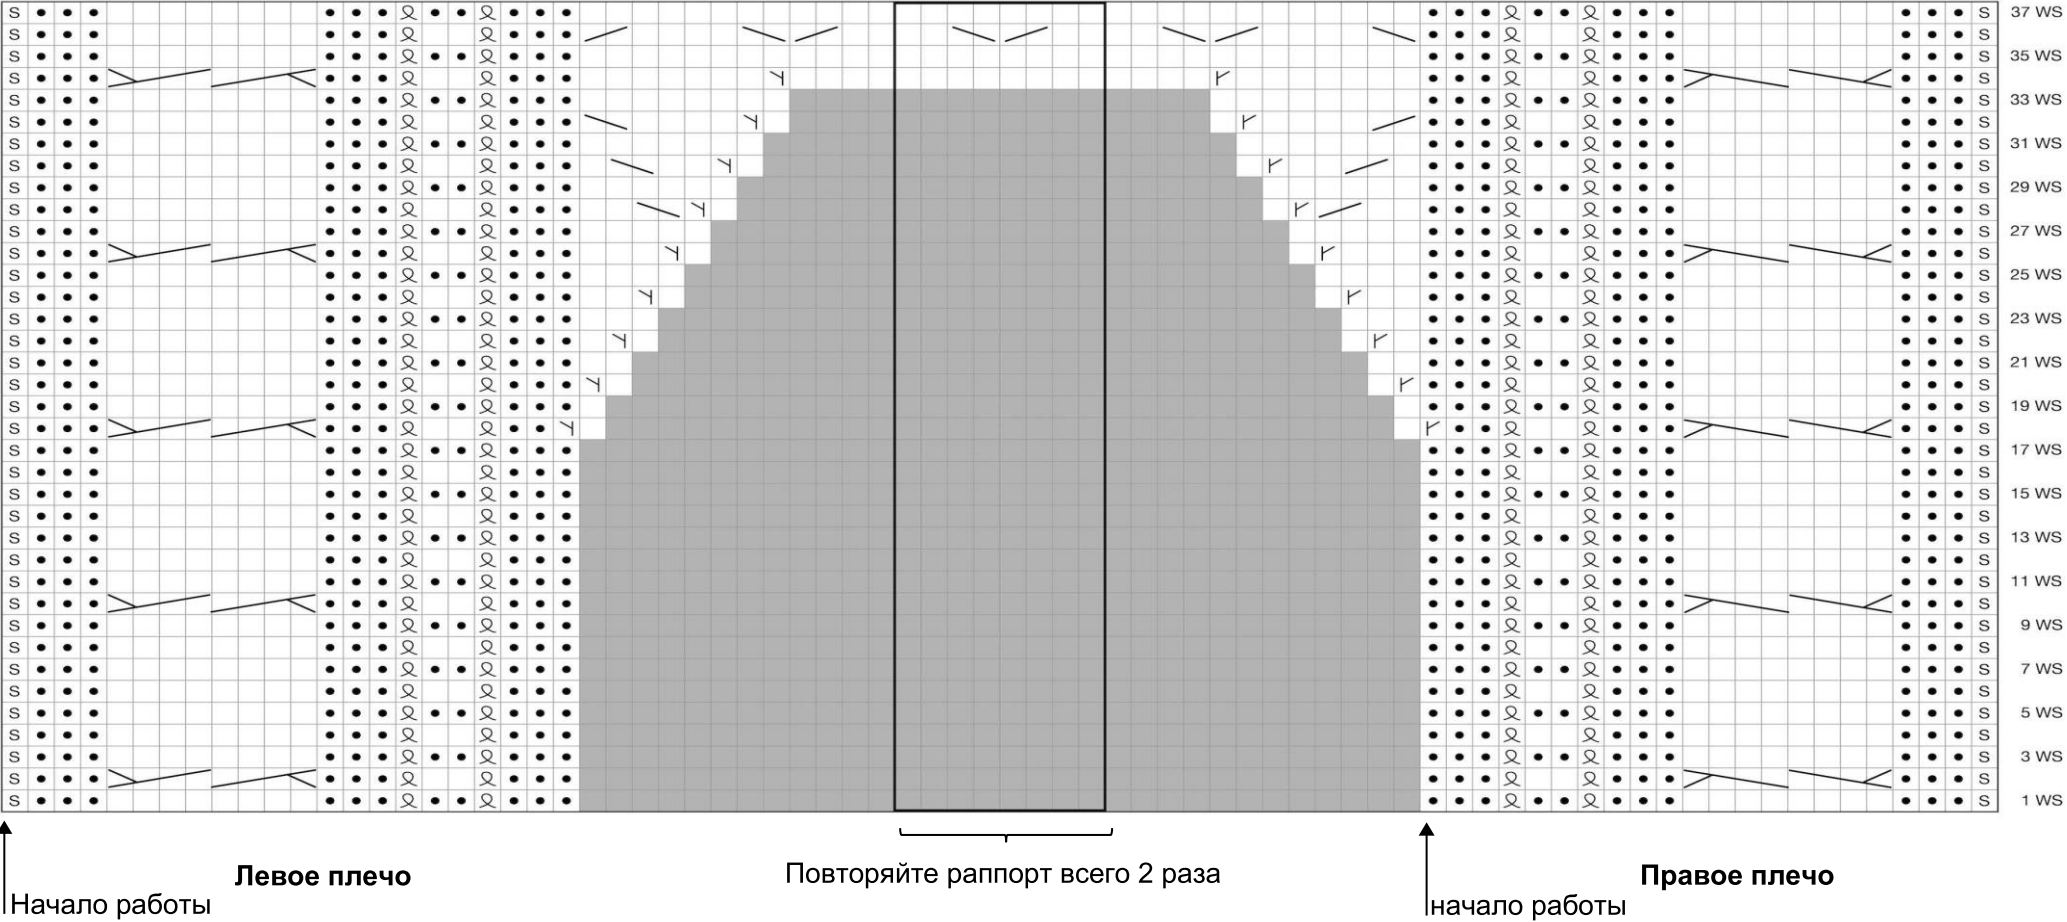 S S 37 WS
S S
S S 35 WS
S S
S S 33 WS
S S
S S 31 WS
S S
S S 29 WS
S S
S S 27 WS
S S
S S 25 WS
S S
S S 23 WS
S S
S S 21 WS
S S
S S 19 WS
S S
S S 17 WS
S S
S S 15 WS
S S
S S 13 WS
S S
S S 11 WS
S S
S S 9 WS
S S
S S 7 WS
S S
S S 5 WS
S S
S S 3 WS
S S
S S 1 WS
Левое плечо
Повторяйте раппорт всего 2 раза
Правое плечо
Начало работы
начало работы